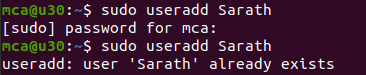 mca@u30:~$ sudo useradd Sarath
[sudo] password for mca:
mca@u30:~$ sudo useradd Sarath
useradd: user 'Sarath' already exists